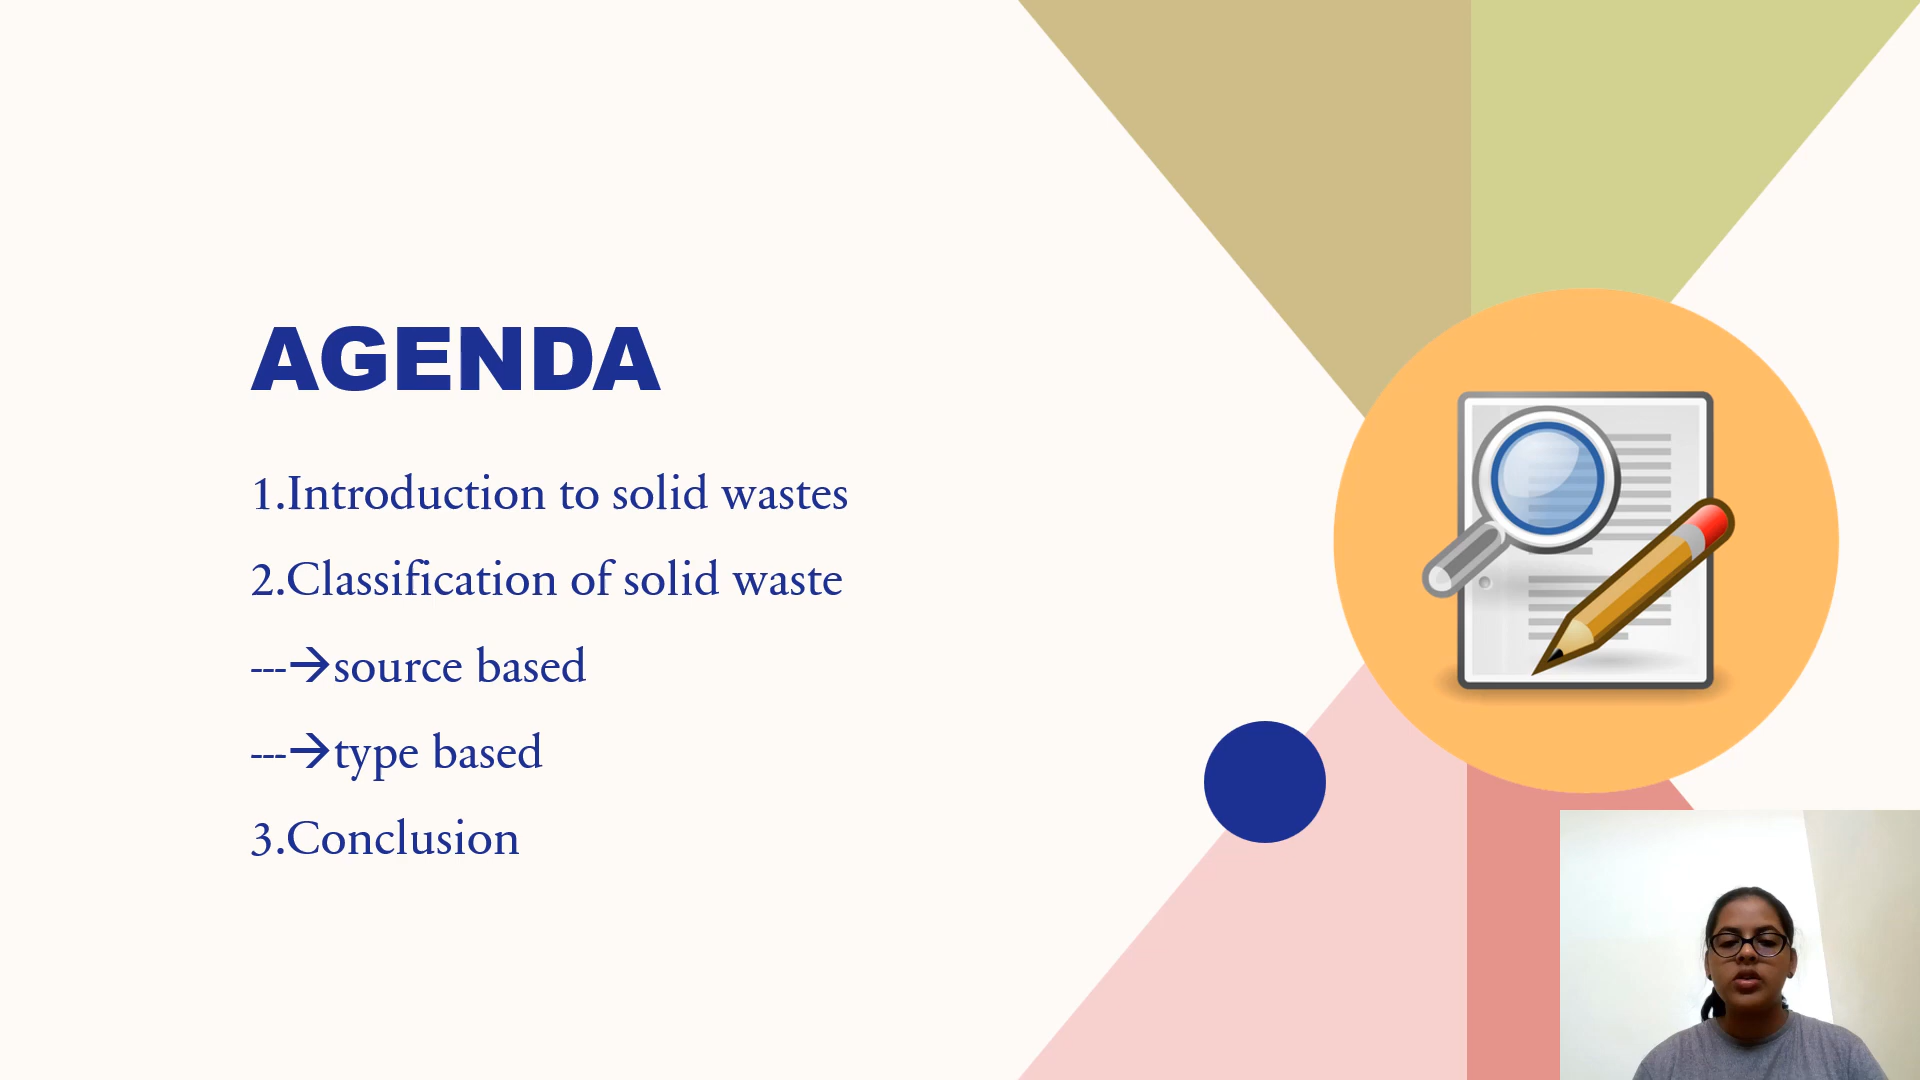 AGENDA
1.Introduction to solid wastes
2.Classification of solid waste
---→source based
---→type based
3.Conclusion